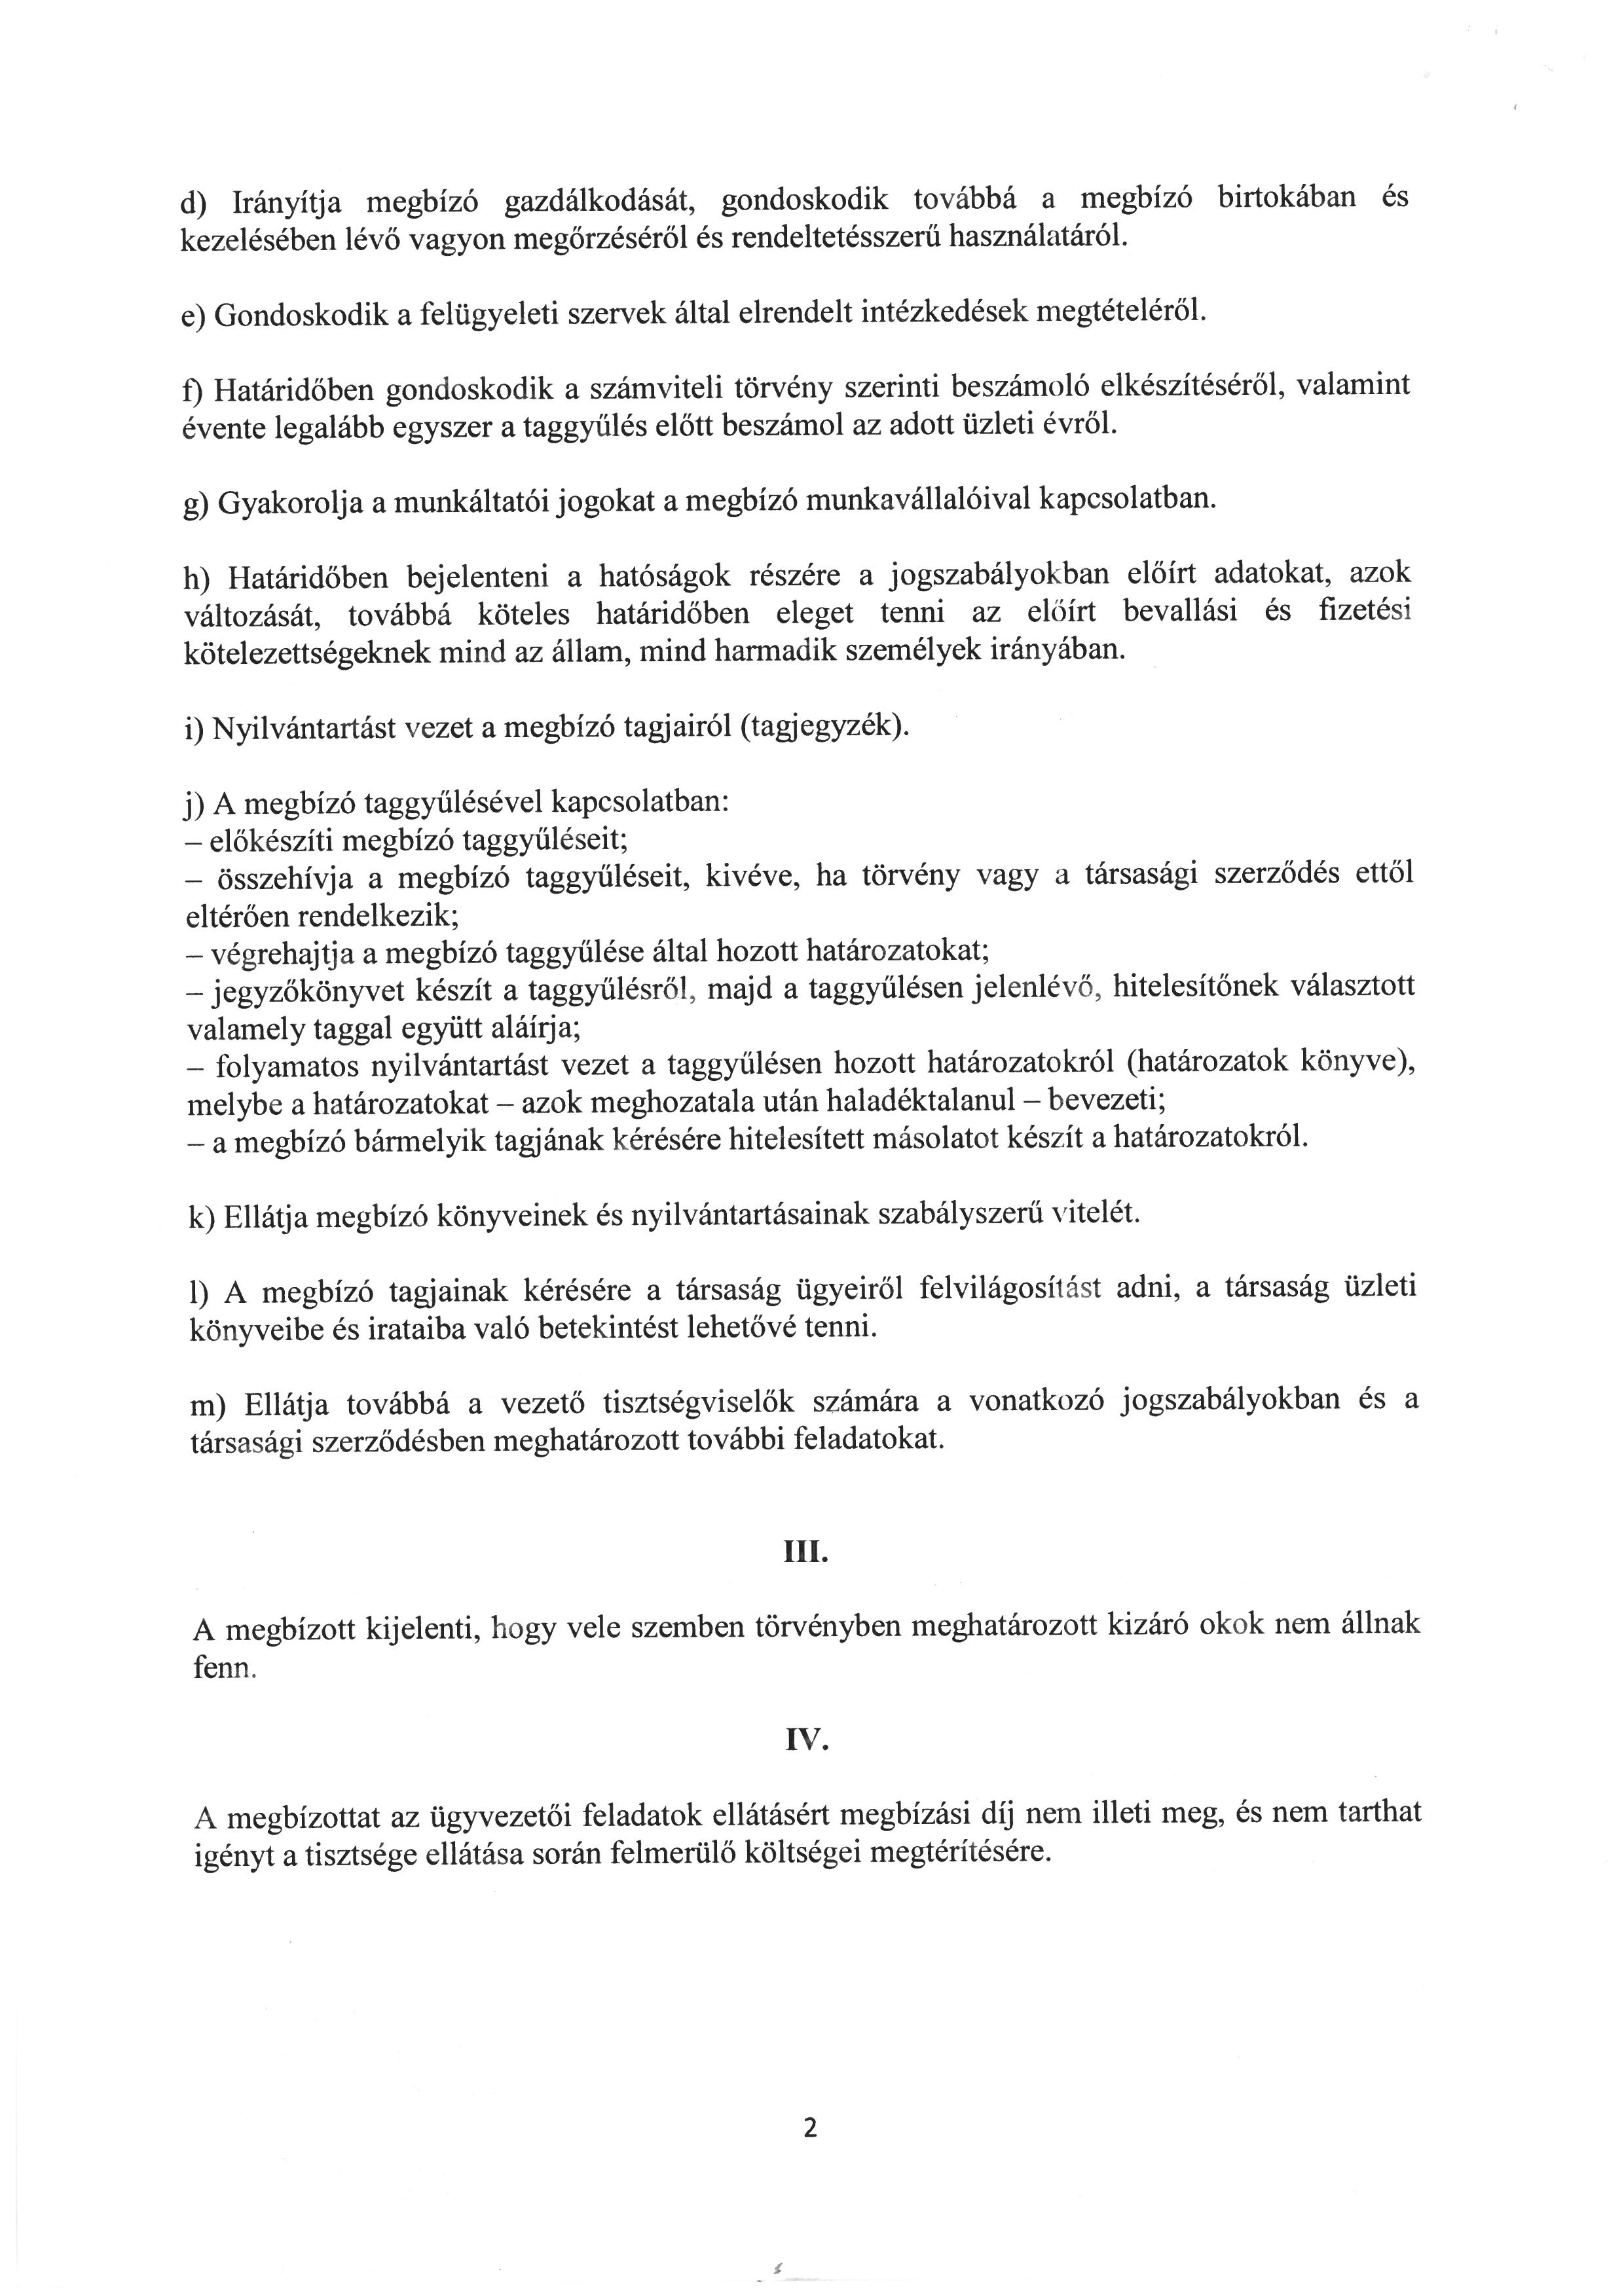 d) Irányítja megbízó gazdálkodását, gondoskodik továbbá a megbízó birtokában és
kezelésében lévő vagyon megőrzéséről és rendeltetésszerű használatáról.
e) Gondoskodik a felügyeleti szervek által elrendelt intézkedések megtételéről.
f) Határidőben gondoskodik a számviteli törvény szerinti beszámoló elkészítéséről, valamint
évente legalább egyszer a taggyűlés előtt beszámol az adott üzleti évről.
g) Gyakorolja a munkáltatói jogokat a megbízó munkavállalóival kapcsolatban.
h) Határidőben bejelenteni a hatóságok részére a jogszabályokban előírt adatokat, azok
változását, továbbá köteles határidőben eleget tenni az előírt bevallási és fizetési
kötelezettségeknek mind az állam, mind harmadik személyek irányában.
i) Nyilvántartást vezet a megbízó tagjairól (tagjegyzék).
j) A megbízó taggyűlésével kapcsolatban:
– előkészíti megbízó taggyűléseit;
– összehívja a megbízó taggyűléseit, kivéve, ha törvény vagy a társasági szerződés ettől
eltérően rendelkezik;
– végrehajtja a megbízó taggyűlése által hozott határozatokat;
– jegyzőkönyvet készít a taggyűlésről, majd a taggyűlésen jelenlévő, hitelesítőnek választott
valamely taggal együtt aláírja;
– folyamatos nyilvántartást vezet a taggyűlésen hozott határozatokról (határozatok könyve),
melybe a határozatokat – azok meghozatala után haladéktalanul – bevezeti;
– a megbízó bármelyik tagjának kérésére hitelesített másolatot készít a határozatokról.
k) Ellátja megbízó könyveinek és nyilvántartásainak szabályszerű vitelét.
l) A megbízó tagjainak kérésére a társaság ügyeiről felvilágosítást adni, a társaság üzleti
könyveibe és irataiba való betekintést lehetővé tenni.
m) Ellátja továbbá a vezető tisztségviselők számára a vonatkozó jogszabályokban és a
társasági szerződésben meghatározott további feladatokat.
III.
A megbízott kijelenti, hogy vele szemben törvényben meghatározott kizáró okok nem állnak
fenn.
IV.
A megbízottat az ügyvezetői feladatok ellátásért megbízási díj nem illeti meg, és nem tarthat
igényt a tisztsége ellátása során felmerülő költségei megtérítésére.
2